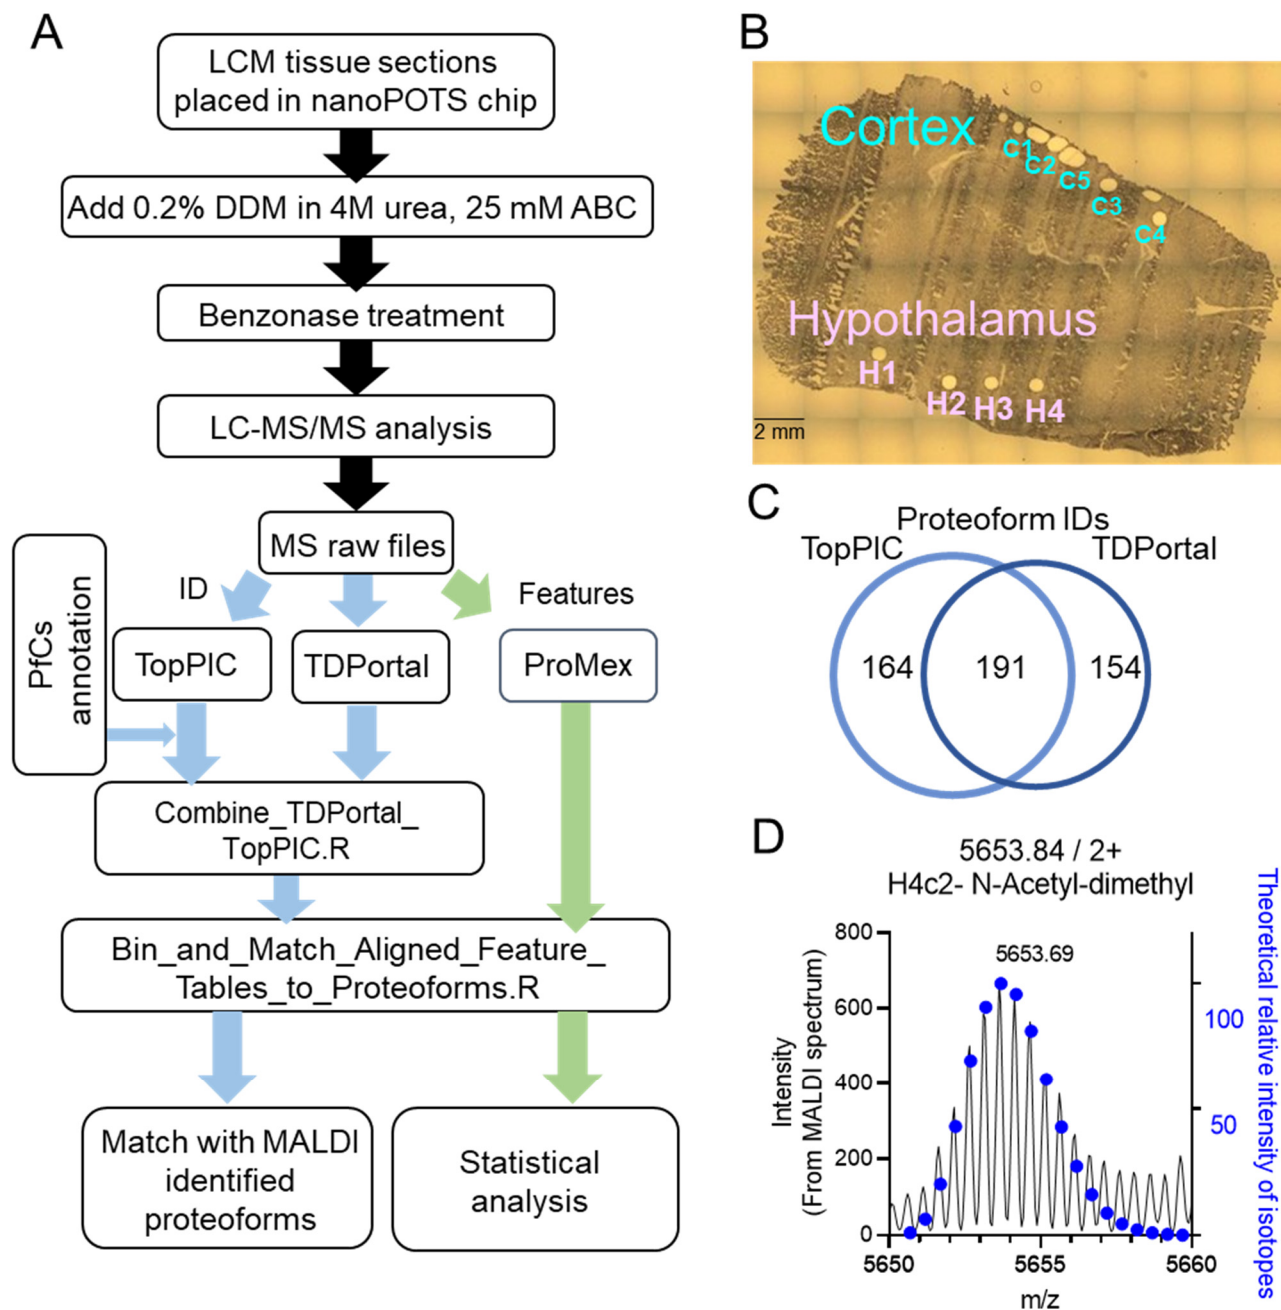 A
LCM tissue sections
placed in nanoPOTS chip
Add 0.2% DDM in 4M urea, 25 mM ABC
Benzonase treatment
LC-MS/MS analysis
MS raw files
ID
Features
PfCs
annotation
TopPIC
TDPortal
ProMex
Combine_TDPortal_
TopPIC.R
Bin_and_Match_Aligned_Feature_
Tables_to_Proteoforms.R
Match with MALDI
identified
proteoforms
Statistical
analysis
B
Cortex
C1
C2
C5
C3
C4
Hypothalamus
H1
H2
H3
H4
2 mm
C
Proteoform IDs
TopPIC
TDPortal
164
191
154
D
5653.84 / 2+
H4c2- N-Acetyl-dimethyl
5653.69
Intensity
(From MALDI spectrum)
800
600
400
200
0
5650
5655
5660
m/z
100
50
Theoretical relative intensity of isotopes